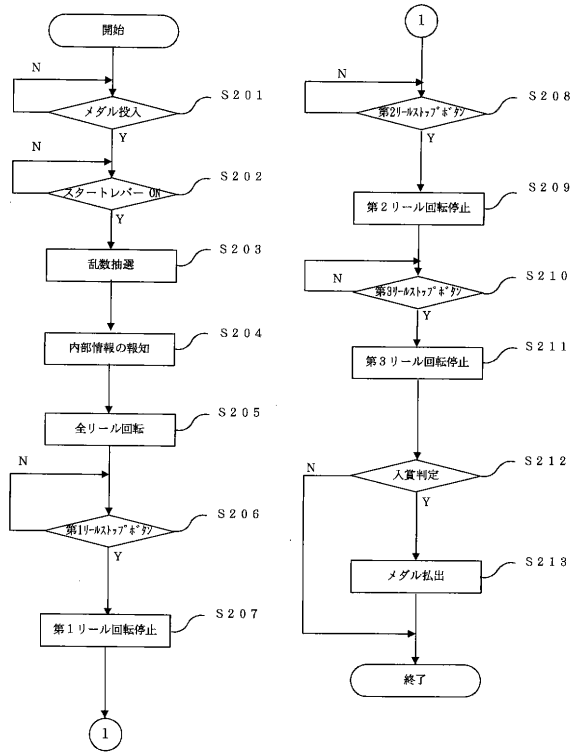 開始
N
メダル投入
S201
Y
N
スタートレバー ON
S202
Y
乱数抽選
S203
内部情報の報知
S204
全リール回転
S205
N
第1リールストップボタン
S206
Y
第1リール回転停止
S207
1
1
N
第2リールストップボタン
S208
Y
第2リール回転停止
S209
N
第3リールストップボタン
S210
Y
第3リール回転停止
S211
N
入賞判定
S212
Y
メダル払出
S213
終了